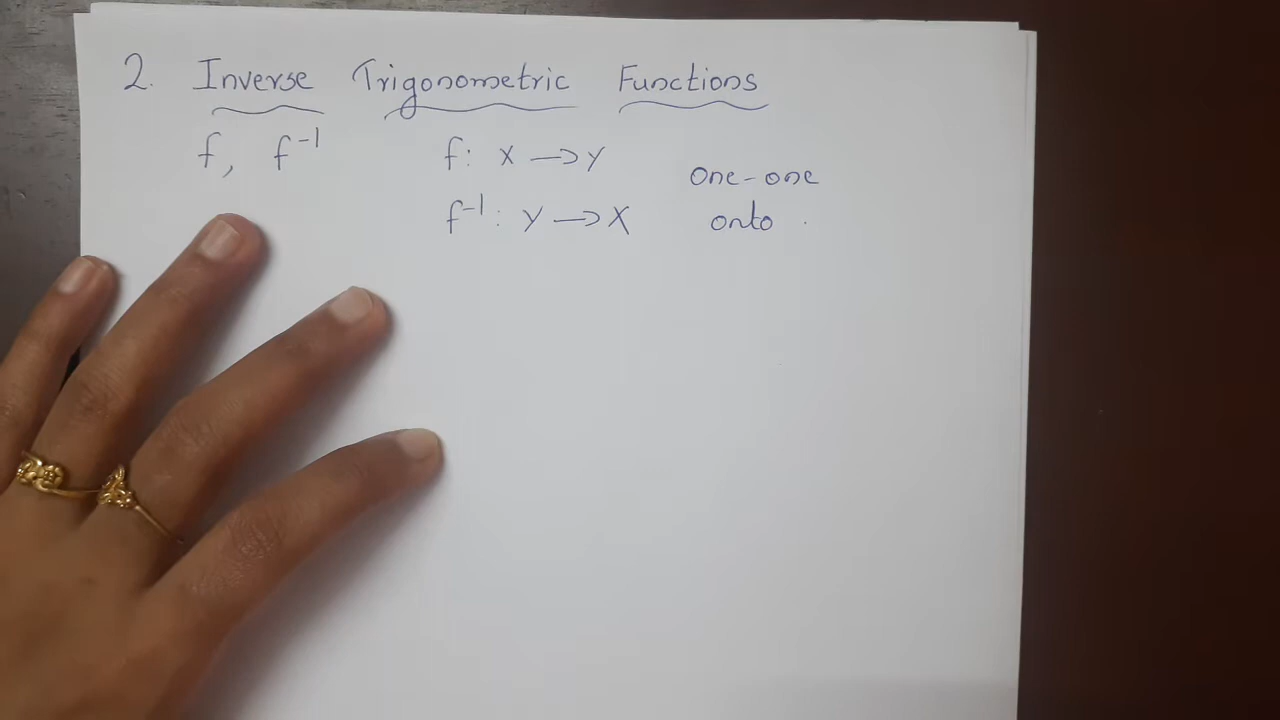 2. Inverse Trigonometric Functions
f, f⁻¹ f: X → Y
one-one
f⁻¹: Y → X onto